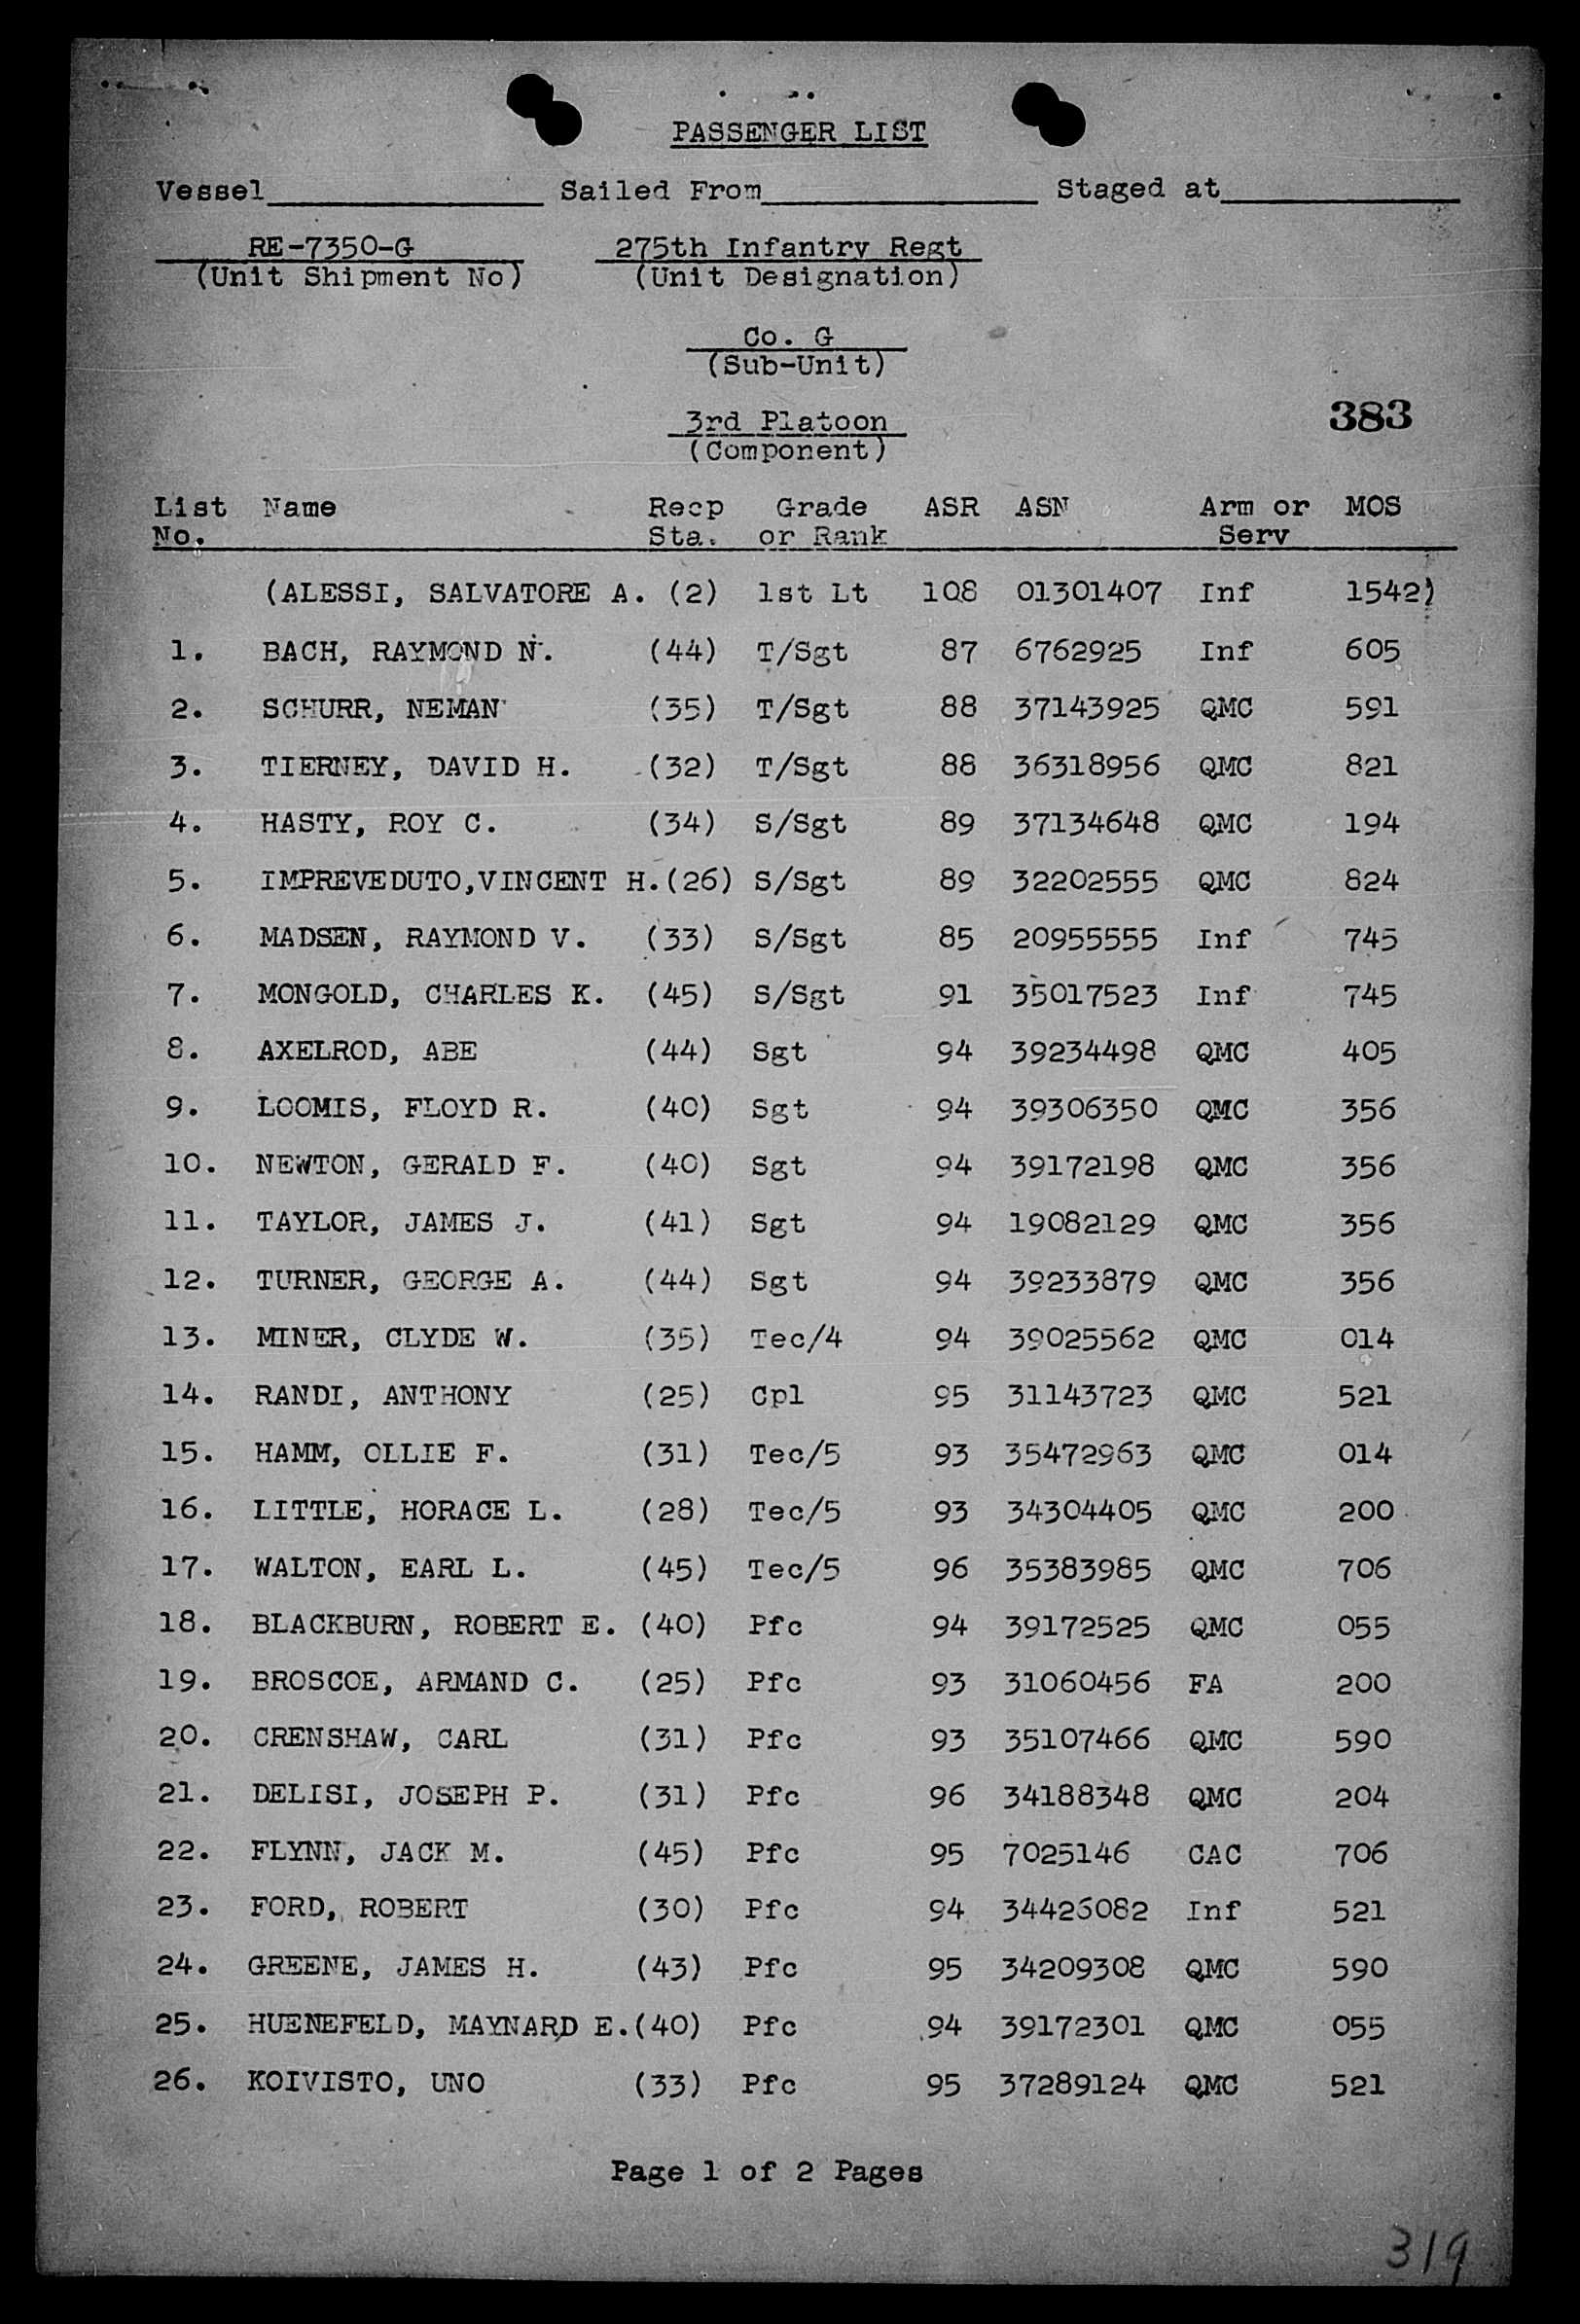 PASSENGER LIST
Vessel Sailed From Staged at
RE-7350-G 275th Infantry Regt
(Unit Shipment No) (Unit Designation)
Co. G
(Sub-Unit)
3rd Platoon 383
(Component)
List Name Recp Grade ASR ASN Arm or MOS
No. Sta. or Rank Serv
(ALESSI, SALVATORE A. (2) 1st Lt 108 01301407 Inf 1542)
1. BACH, RAYMOND N. (44) T/Sgt 87 6762925 Inf 605
2. SCHURR, NEMAN (35) T/Sgt 88 37143925 QMC 591
3. TIERNEY, DAVID H. (32) T/Sgt 88 36318956 QMC 821
4. HASTY, ROY C. (34) S/Sgt 89 37134648 QMC 194
5. IMPREVEDUTO,VINCENT H.(26) S/Sgt 89 32202555 QMC 824
6. MADSEN, RAYMOND V. (33) S/Sgt 85 20955555 Inf 745
7. MONGOLD, CHARLES K. (45) S/Sgt 91 35017523 Inf 745
8. AXELROD, ABE (44) Sgt 94 39234498 QMC 405
9. LOOMIS, FLOYD R. (40) Sgt 94 39306350 QMC 356
10. NEWTON, GERALD F. (40) Sgt 94 39172198 QMC 356
11. TAYLOR, JAMES J. (41) Sgt 94 19082129 QMC 356
12. TURNER, GEORGE A. (44) Sgt 94 39233879 QMC 356
13. MINER, CLYDE W. (35) Tec/4 94 39025562 QMC 014
14. RANDI, ANTHONY (25) Cpl 95 31143723 QMC 521
15. HAMM, OLLIE F. (31) Tec/5 93 35472963 QMC 014
16. LITTLE, HORACE L. (28) Tec/5 93 34304405 QMC 200
17. WALTON, EARL L. (45) Tec/5 96 35383985 QMC 706
18. BLACKBURN, ROBERT E. (40) Pfc 94 39172525 QMC 055
19. BROSCOE, ARMAND C. (25) Pfc 93 31060456 FA 200
20. CRENSHAW, CARL (31) Pfc 93 35107466 QMC 590
21. DELISI, JOSEPH P. (31) Pfc 96 34188348 QMC 204
22. FLYNN, JACK M. (45) Pfc 95 7025146 CAC 706
23. FORD, ROBERT (30) Pfc 94 34426082 Inf 521
24. GREENE, JAMES H. (43) Pfc 95 34209308 QMC 590
25. HUENEFELD, MAYNARD E.(40) Pfc 94 39172301 QMC 055
26. KOIVISTO, UNO (33) Pfc 95 37289124 QMC 521
Page 1 of 2 Pages
319